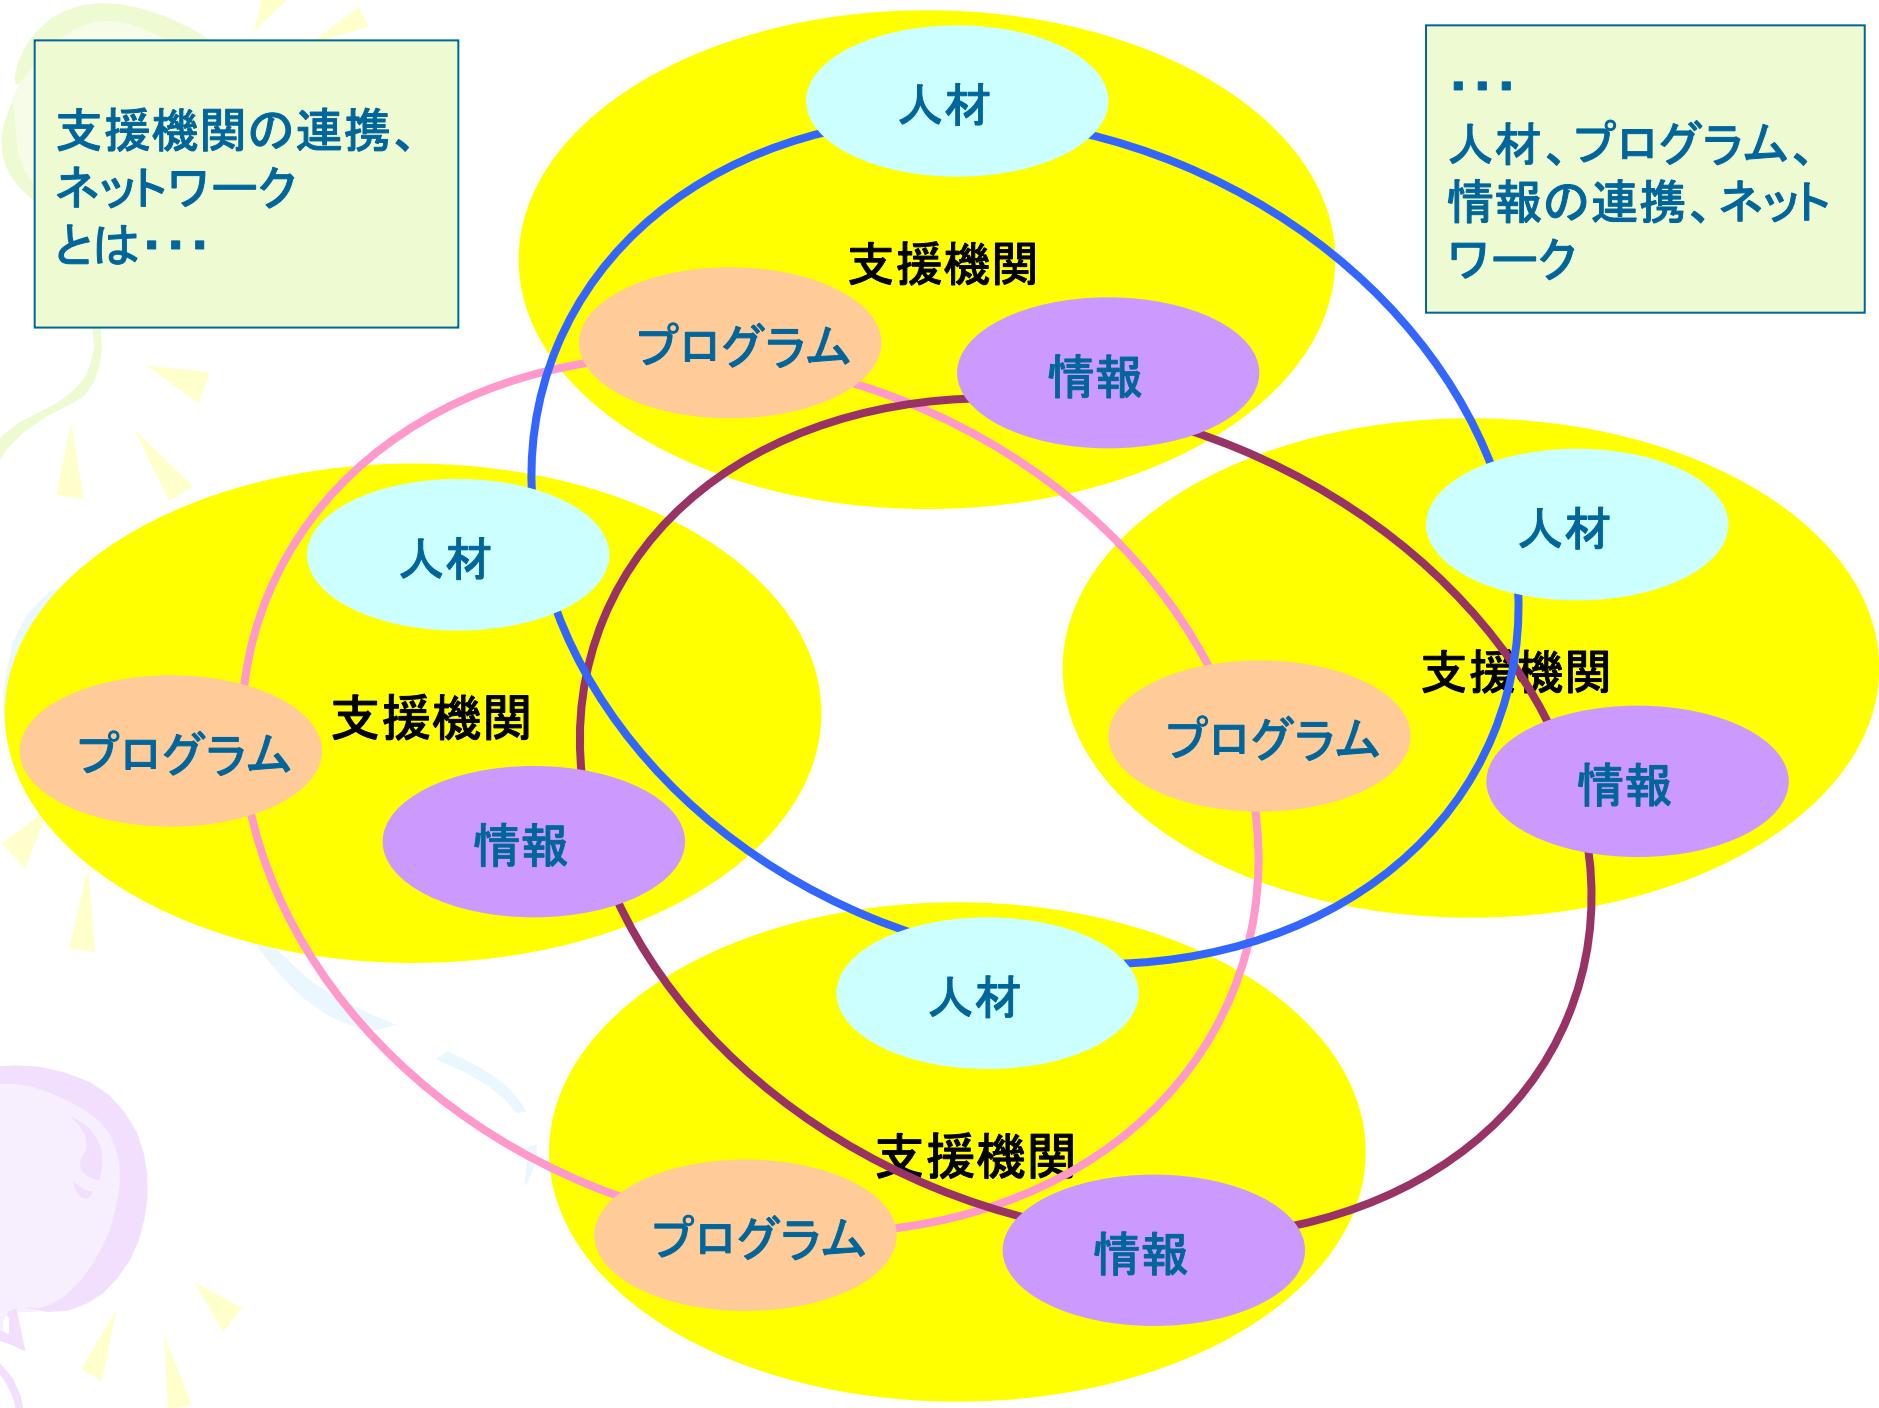 支援機関の連携、
ネットワーク
とは・・・
・・・
人材、プログラム、
情報の連携、ネット
ワーク
人材
支援機関
プログラム
情報
人材
支援機関
プログラム
情報
人材
支援機関
プログラム
情報
人材
支援機関
プログラム
情報